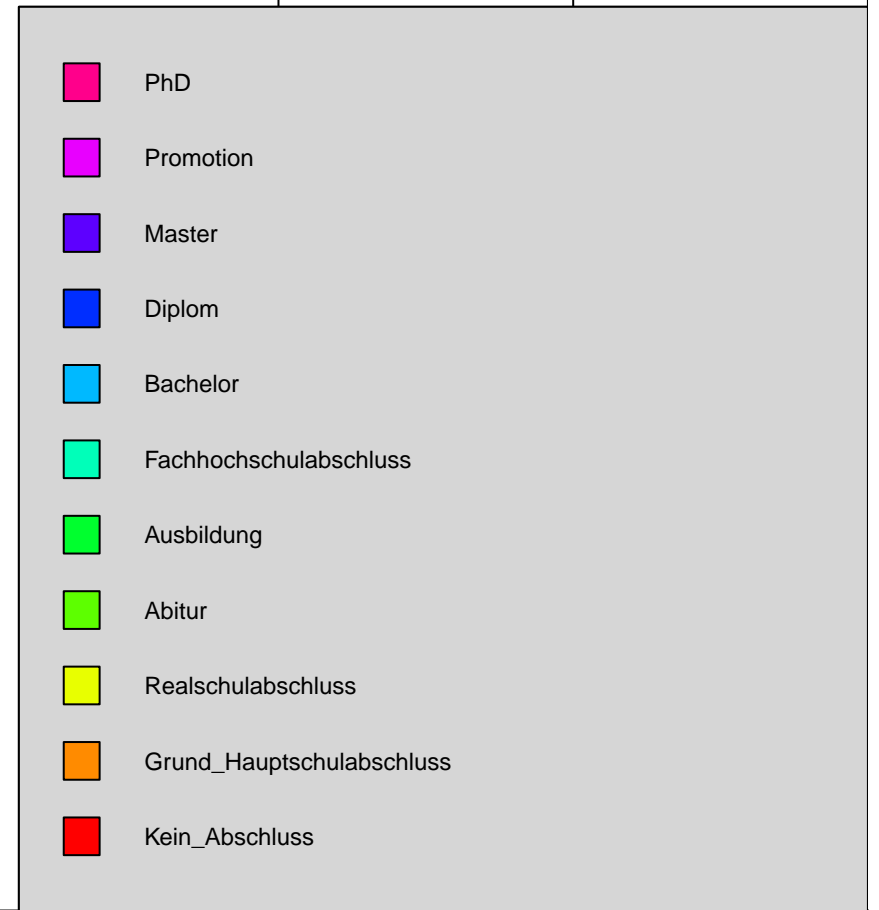 PhD
Promotion
Master
Diplom
Bachelor
Fachhochschulabschluss
Ausbildung
Abitur
Realschulabschluss
Grund_Hauptschulabschluss
Kein_Abschluss